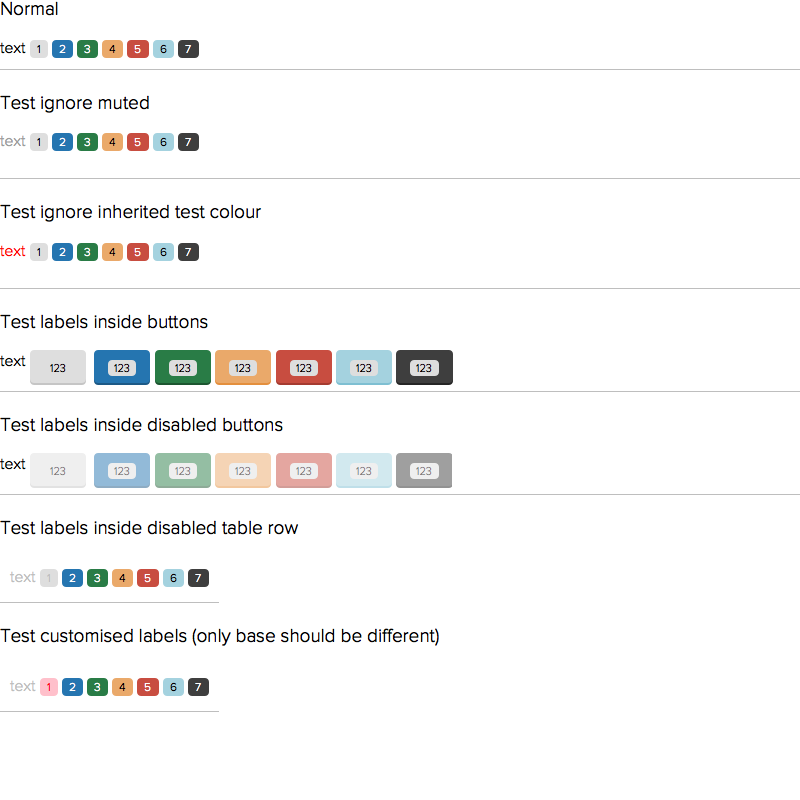 Normal
text 1 2 3 4 5 6 7
Test ignore muted
text 1 2 3 4 5 6 7
Test ignore inherited test colour
text 1 2 3 4 5 6 7
Test labels inside buttons
text 123 123 123 123 123 123 123
Test labels inside disabled buttons
text 123 123 123 123 123 123 123
Test labels inside disabled table row
text 1 2 3 4 5 6 7
Test customised labels (only base should be different)
text 1 2 3 4 5 6 7